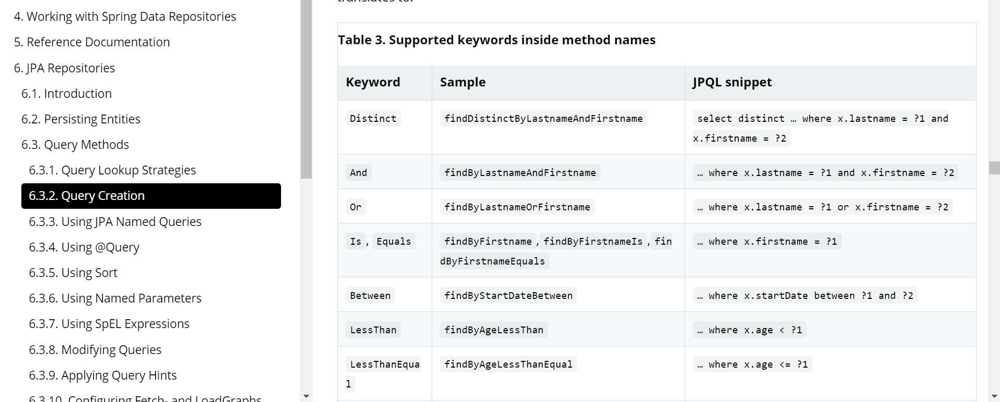 4. Working with Spring Data Repositories
5. Reference Documentation
6. JPA Repositories
6.1. Introduction
6.2. Persisting Entities
6.3. Query Methods
6.3.1. Query Lookup Strategies
6.3.2. Query Creation
6.3.3. Using JPA Named Queries
6.3.4. Using @Query
6.3.5. Using Sort
6.3.6. Using Named Parameters
6.3.7. Using SpEL Expressions
6.3.8. Modifying Queries
6.3.9. Applying Query Hints
6.3.10. Configuring Fetch- and LoadGraphs
translates to:
Table 3. Supported keywords inside method names
Keyword Sample JPQL snippet
Distinct findDistinctByLastnameAndFirstname select distinct … where x.lastname = ?1 and
x.firstname = ?2
And findByLastnameAndFirstname … where x.lastname = ?1 and x.firstname = ?2
Or findByLastnameOrFirstname … where x.lastname = ?1 or x.firstname = ?2
Is, Equals findByFirstname, findByFirstnameIs, fin … where x.firstname = ?1
dByFirstnameEquals
Between findByStartDateBetween … where x.startDate between ?1 and ?2
LessThan findByAgeLessThan … where x.age < ?1
LessThanEqua findByAgeLessThanEqual … where x.age <= ?1
l